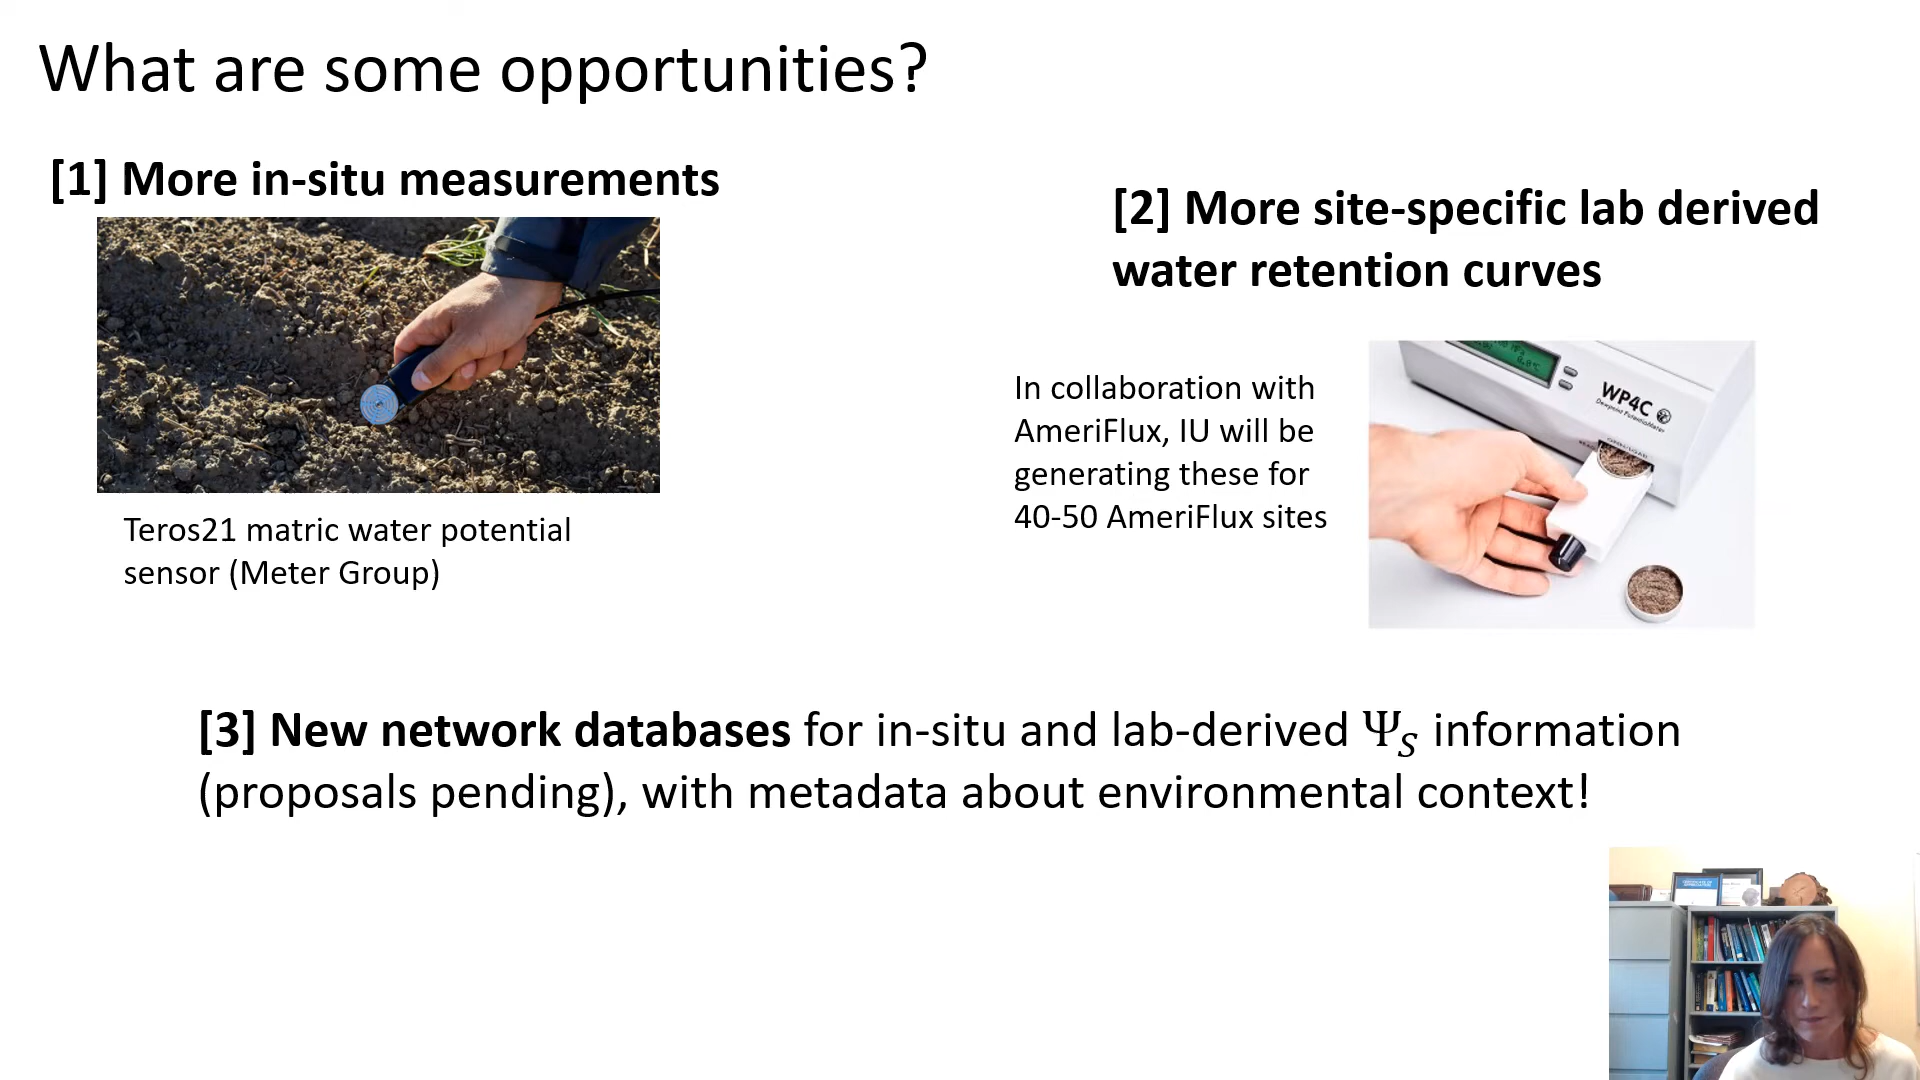 What are some opportunities?
[1] More in-situ measurements
Teros21 matric water potential
sensor (Meter Group)
[2] More site-specific lab derived
water retention curves
In collaboration with
AmeriFlux, IU will be
generating these for
40-50 AmeriFlux sites
WP4C
Dewpoint PotentiaMeter
[3] New network databases for in-situ and lab-derived Ψ_S information
(proposals pending), with metadata about environmental context!